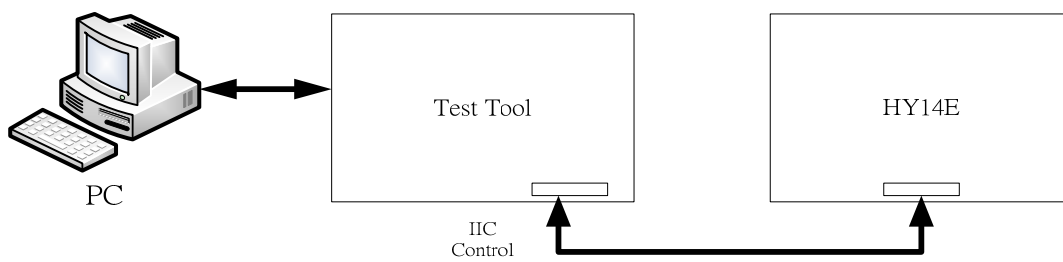 Test Tool
HY14E
PC
IIC
Control